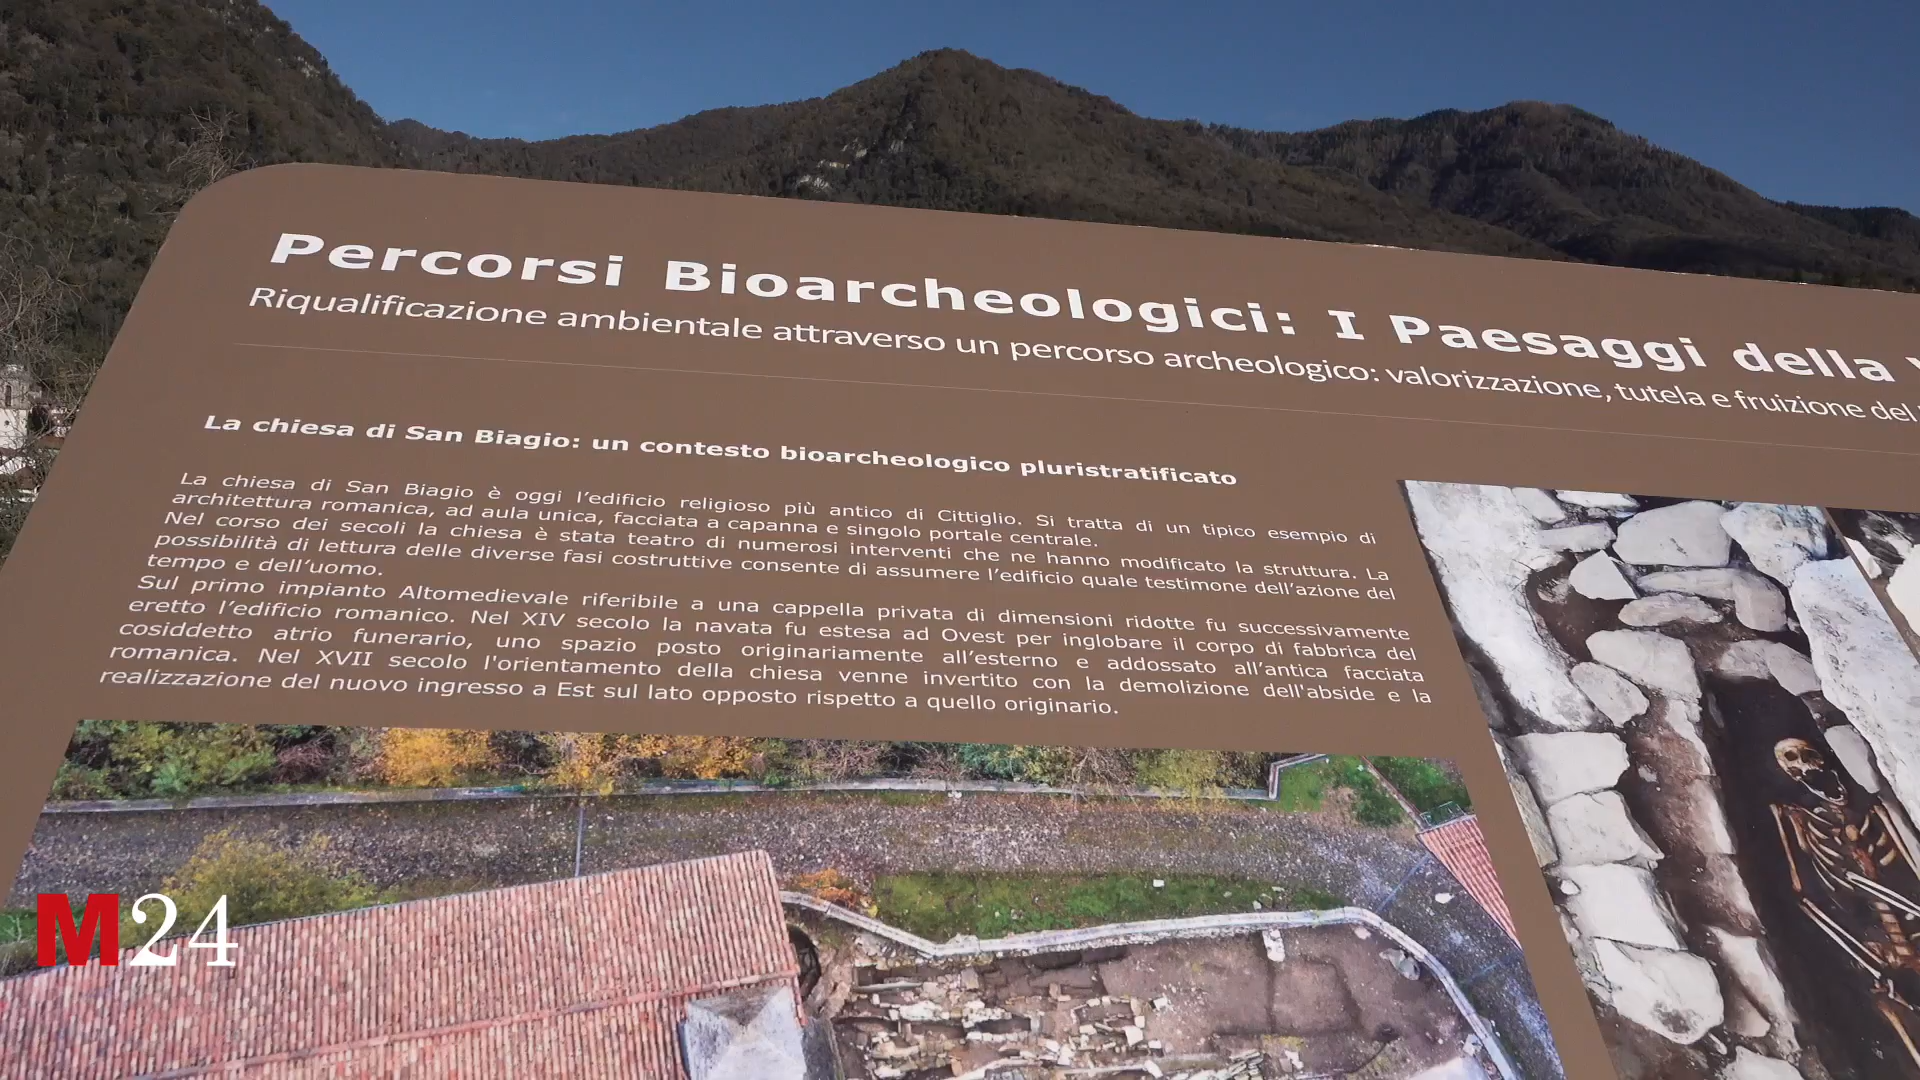 Percorsi Bioarcheologici: I Paesaggi della
Riqualificazione ambientale attraverso un percorso archeologico: valorizzazione, tutela e fruizione del
La chiesa di San Biagio: un contesto bioarcheologico pluristratificato
La chiesa di San Biagio è oggi l'edificio religioso più antico di Cittiglio. Si tratta di un tipico esempio di
architettura romanica, ad aula unica, facciata a capanna e singolo portale centrale.
Nel corso dei secoli la chiesa è stata teatro di numerosi interventi che ne hanno modificato la struttura. La
possibilità di lettura delle diverse fasi costruttive consente di assumere l'edificio quale testimone dell'azione del
tempo e dell'uomo.
Sul primo impianto Altomedievale riferibile a una cappella privata di dimensioni ridotte fu successivamente
eretto l'edificio romanico. Nel XIV secolo la navata fu estesa ad Ovest per inglobare il corpo di fabbrica del
cosiddetto atrio funerario, uno spazio posto originariamente all'esterno e addossato all'antica facciata
romanica. Nel XVII secolo l'orientamento della chiesa venne invertito con la demolizione dell'abside e la
realizzazione del nuovo ingresso a Est sul lato opposto rispetto a quello originario.
M24